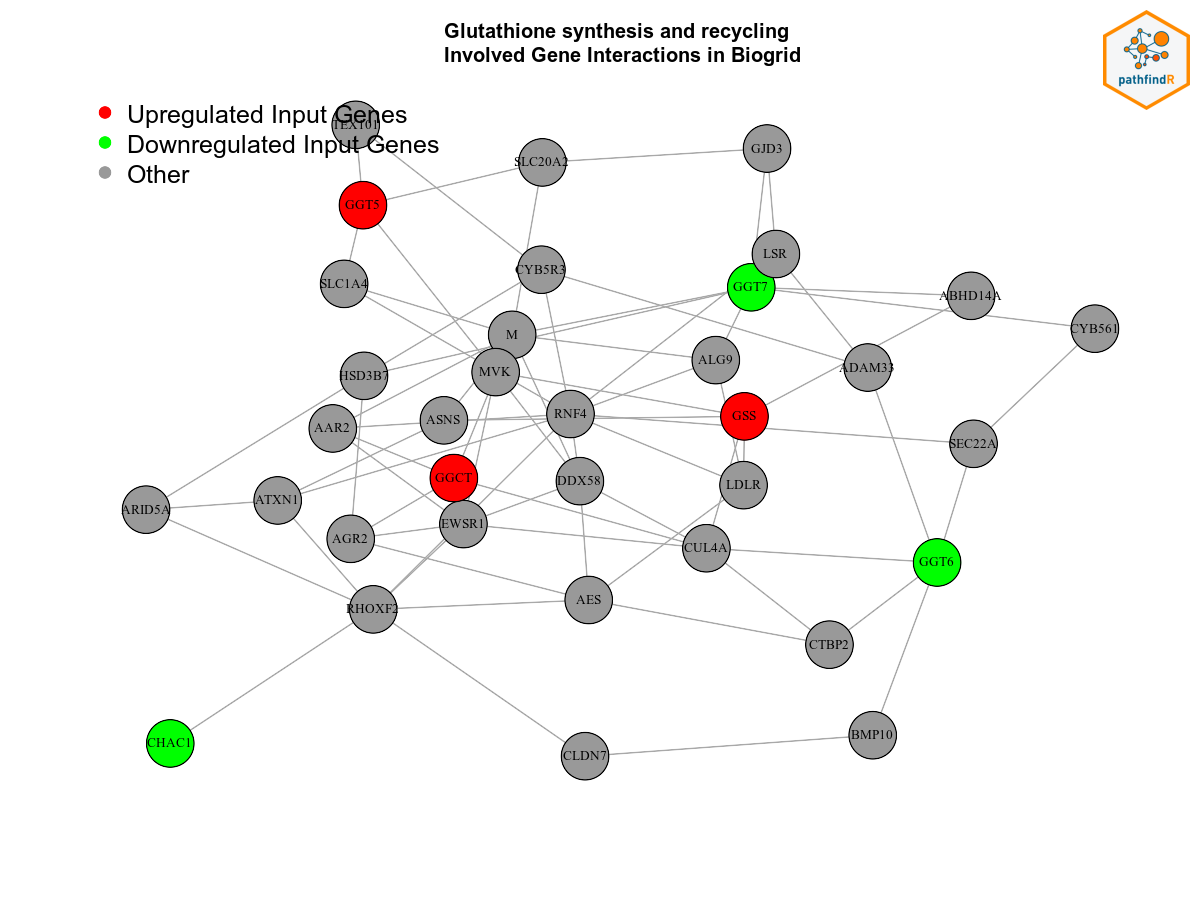 Glutathione synthesis and recycling
Involved Gene Interactions in Biogrid
pathfindR
Upregulated Input Genes
Downregulated Input Genes
Other
TEX101
SLC20A2
GJD3
GGT5
LSR
CYB5R3
SLC1A4
GGT7
ABHD14A
CYB561
M
ALG9
ADAM33
MVK
HSD3B7
RNF4
GSS
ASNS
AAR2
SEC22A
GGCT
DDX58
LDLR
ATXN1
ARID5A
EWSR1
AGR2
CUL4A
GGT6
AES
RHOXF2
CTBP2
BMP10
CHAC1
CLDN7